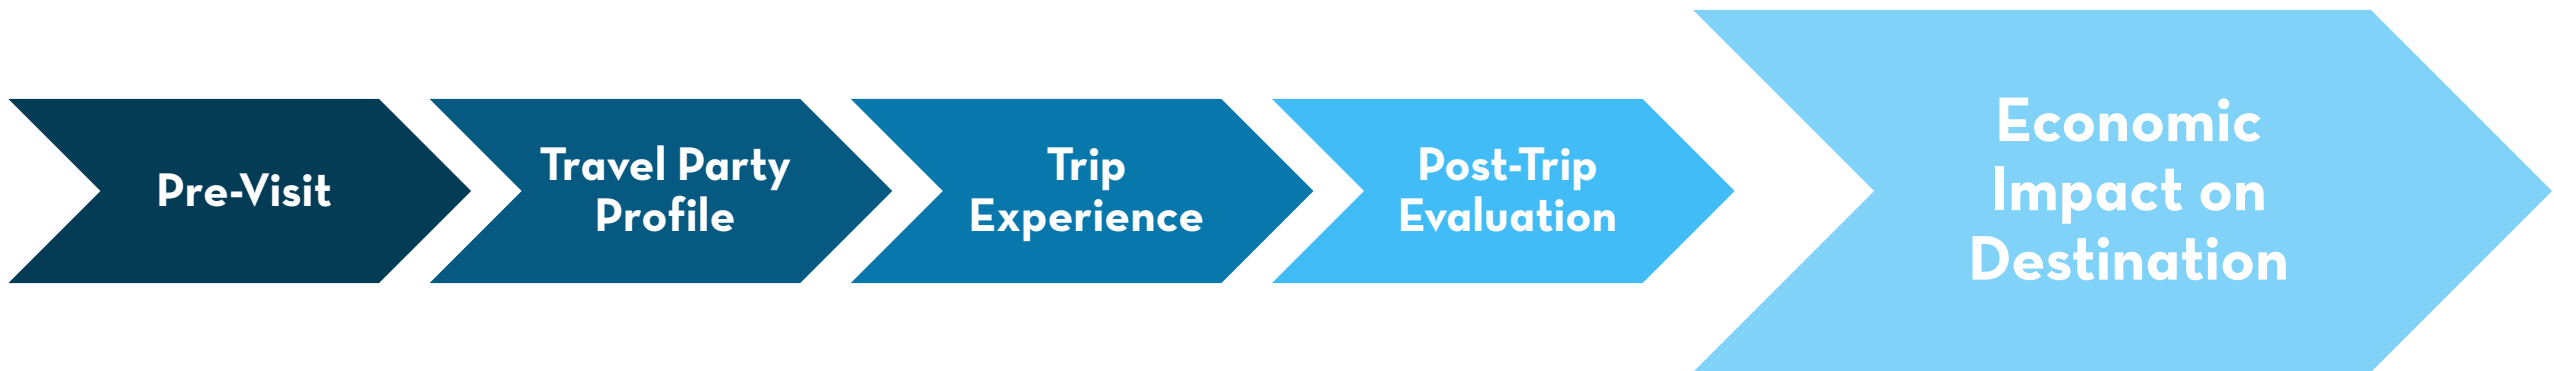 Pre-Visit
Travel Party
Profile
Trip
Experience
Post-Trip
Evaluation
Economic
Impact on
Destination